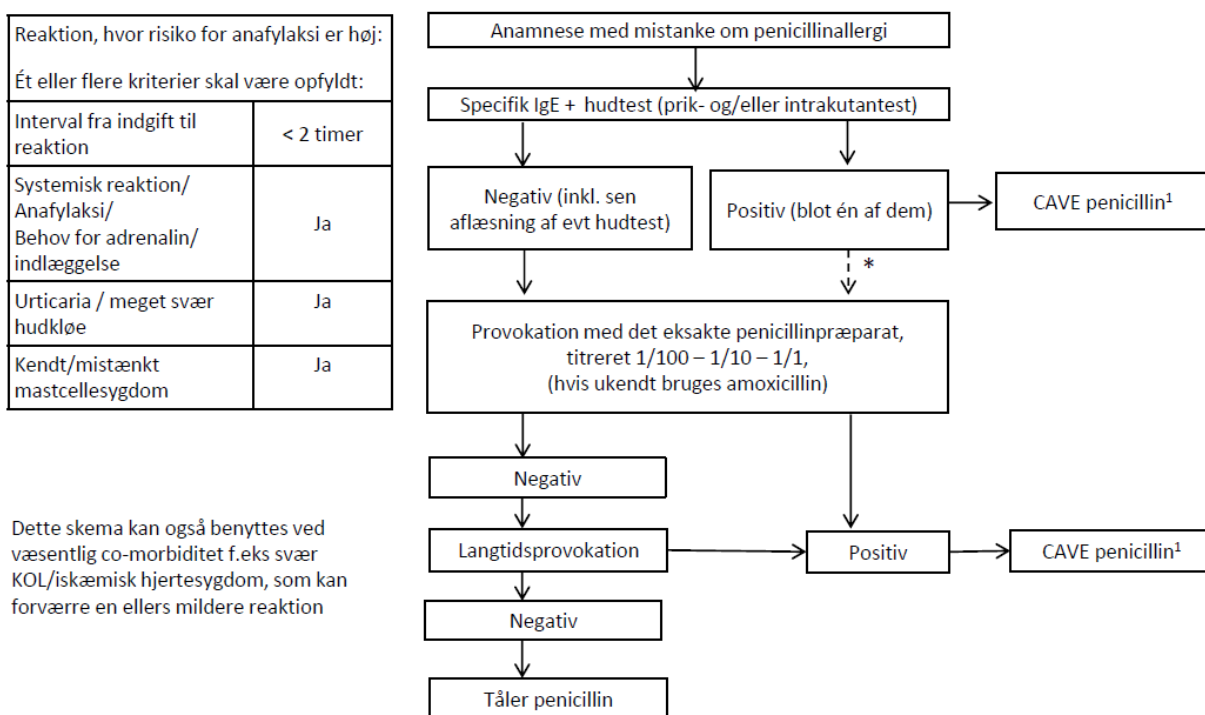 Reaktion, hvor risiko for anafylaksi er høj:
Ét eller flere kriterier skal være opfyldt:
Interval fra indgift til
reaktion
< 2 timer
Systemisk reaktion/
Anafylaksi/
Behov for adrenalin/
indlæggelse
Ja
Urticaria / meget svær
hudkløe
Ja
Kendt/mistænkt
mastcellesygdom
Ja
Dette skema kan også benyttes ved
væsentlig co-morbiditet f.eks svær
KOL/iskæmisk hjertesygdom, som kan
forværre en ellers mildere reaktion
Anamnese med mistanke om penicillinallergi
Specifik IgE + hudtest (prik- og/eller intrakutantest)
Negativ (inkl. sen
aflæsning af evt hudtest)
Positiv (blot én af dem)
CAVE penicillin¹
*
Provokation med det eksakte penicillinpræparat,
titreret 1/100 – 1/10 – 1/1,
(hvis ukendt bruges amoxicillin)
Negativ
Langtidsprovokation
Positiv
CAVE penicillin¹
Negativ
Tåler penicillin